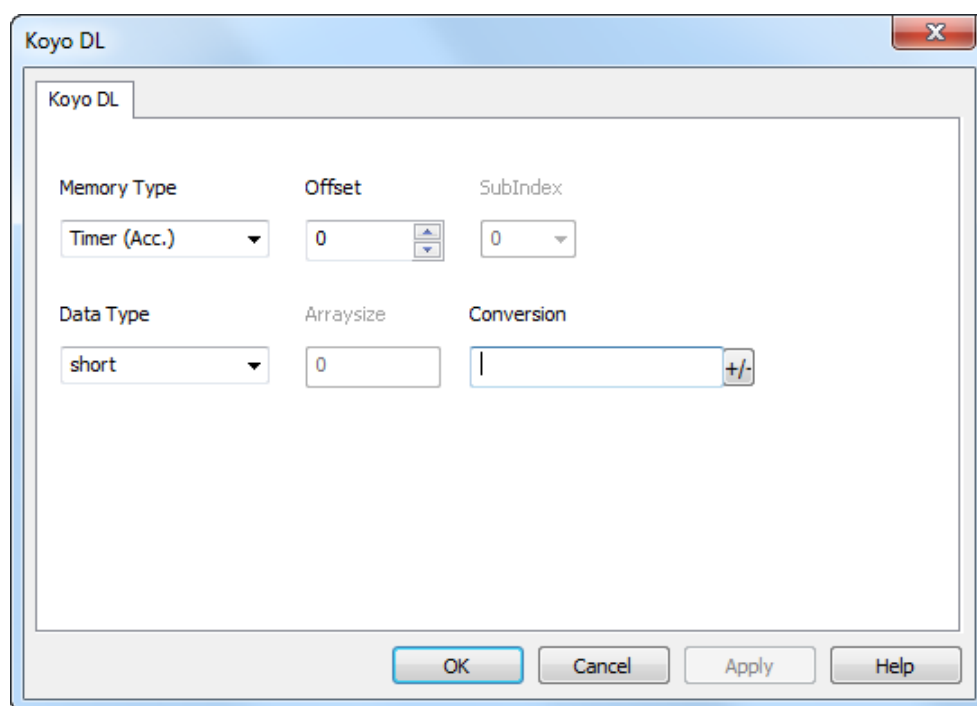 Koyo DL
Koyo DL
Memory Type Offset SubIndex
Timer (Acc.) 0 0
Data Type Arraysize Conversion
short 0 +/-
OK Cancel Apply Help